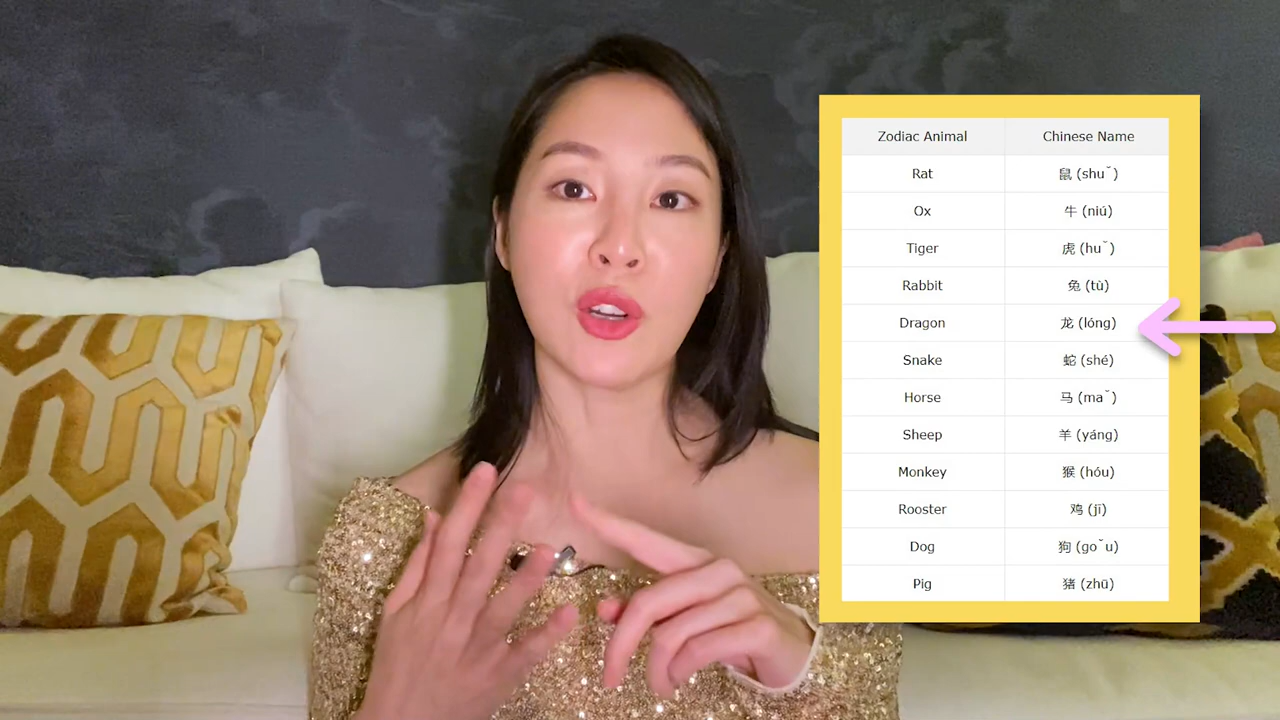 Zodiac Animal Chinese Name
Rat 鼠 (shuˇ)
Ox 牛 (niú)
Tiger 虎 (huˇ)
Rabbit 兔 (tù)
Dragon 龙 (lóng)
Snake 蛇 (shé)
Horse 马 (maˇ)
Sheep 羊 (yáng)
Monkey 猴 (hóu)
Rooster 鸡 (jī)
Dog 狗 (goˇu)
Pig 猪 (zhū)